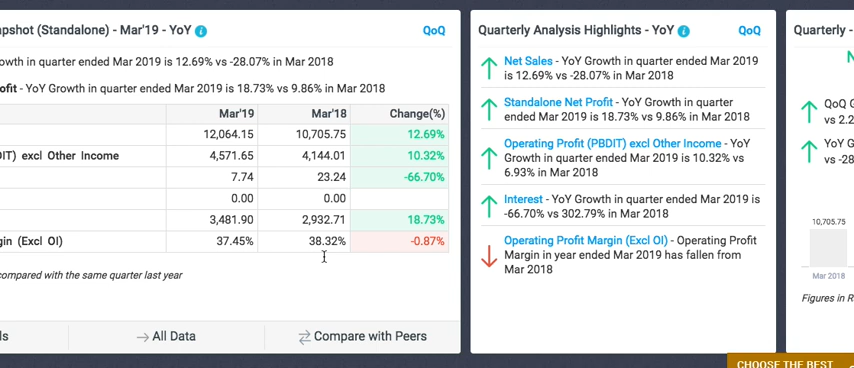 pshot (Standalone) - Mar'19 - YoY
QoQ
owth in quarter ended Mar 2019 is 12.69% vs -28.07% in Mar 2018
ofit - YoY Growth in quarter ended Mar 2019 is 18.73% vs 9.86% in Mar 2018
Mar'19 Mar'18 Change(%)
12,064.15 10,705.75 12.69%
DIT) excl Other Income 4,571.65 4,144.01 10.32%
7.74 23.24 -66.70%
0.00 0.00
3,481.90 2,932.71 18.73%
gin (Excl OI) 37.45% 38.32% -0.87%
compared with the same quarter last year
ls
All Data
Compare with Peers
Quarterly Analysis Highlights - YoY
QoQ
Net Sales - YoY Growth in quarter ended Mar 2019
is 12.69% vs -28.07% in Mar 2018
Standalone Net Profit - YoY Growth in quarter
ended Mar 2019 is 18.73% vs 9.86% in Mar 2018
Operating Profit (PBDIT) excl Other Income - YoY
Growth in quarter ended Mar 2019 is 10.32% vs
6.93% in Mar 2018
Interest - YoY Growth in quarter ended Mar 2019 is
-66.70% vs 302.79% in Mar 2018
Operating Profit Margin (Excl OI) - Operating Profit
Margin in year ended Mar 2019 has fallen from
Mar 2018
Quarterly -
N
QoQ G
vs 2.2
YoY G
vs -28
10,705.75
Mar 2018
Figures in R
CHOOSE THE BEST